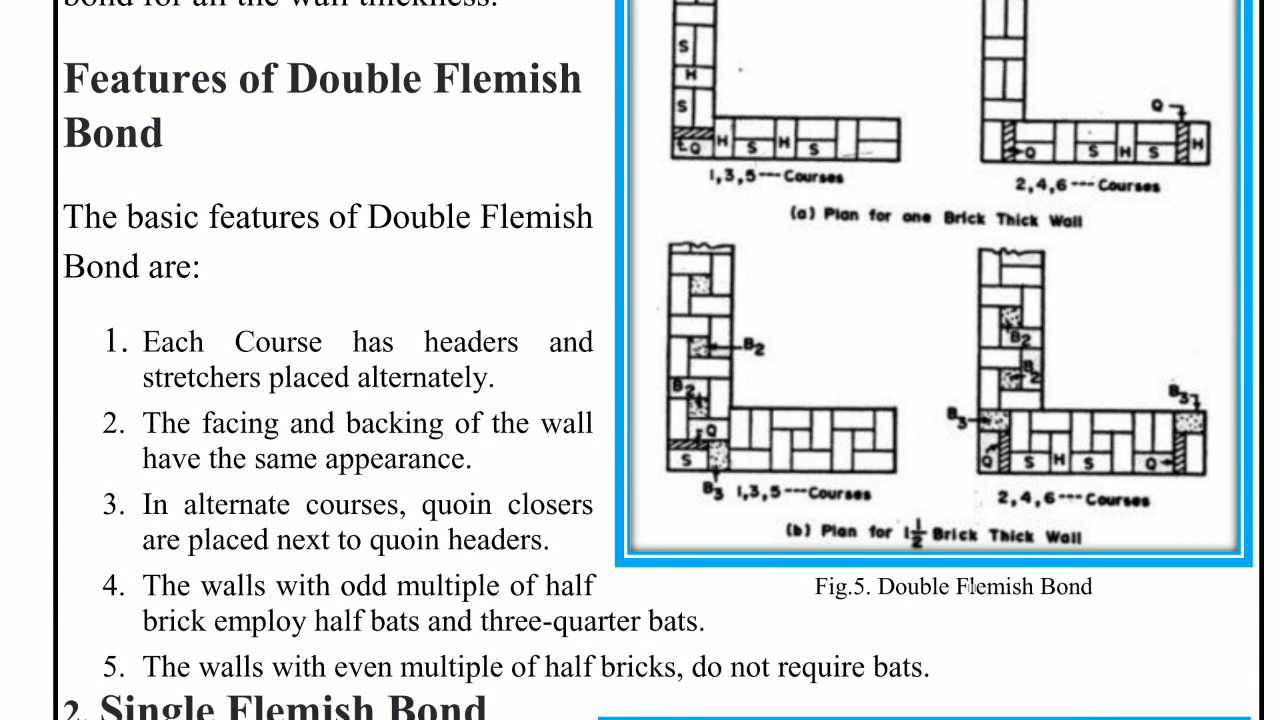 bond for all the wall thickness.
Features of Double Flemish
Bond
The basic features of Double Flemish
Bond are:
1. Each Course has headers and
stretchers placed alternately.
2. The facing and backing of the wall
have the same appearance.
3. In alternate courses, quoin closers
are placed next to quoin headers.
4. The walls with odd multiple of half
brick employ half bats and three-quarter bats.
5. The walls with even multiple of half bricks, do not require bats.
2. Single Flemish Bond
S
H
S
Q H S H S
1,3,5---Courses
Q
Q S H S H
2,4,6---Courses
(a) Plan for one Brick Thick Wall
B2
B2
Q
S
B3 1,3,5---Courses
B2
B2
B3
B3
Q S H S Q
2,4,6---Courses
(b) Plan for 1½ Brick Thick Wall
Fig.5. Double Flemish Bond